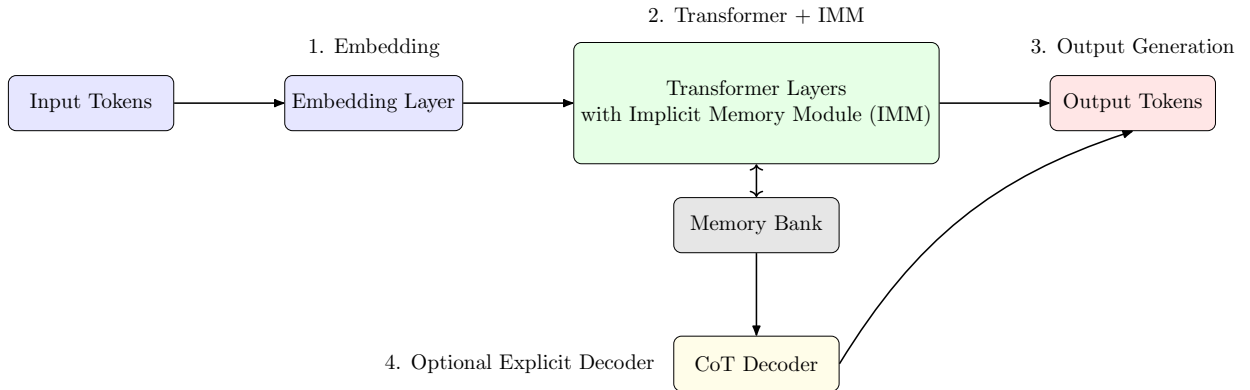 2. Transformer + IMM
1. Embedding
3. Output Generation
Input Tokens
Embedding Layer
Transformer Layers
with Implicit Memory Module (IMM)
Output Tokens
Memory Bank
4. Optional Explicit Decoder
CoT Decoder